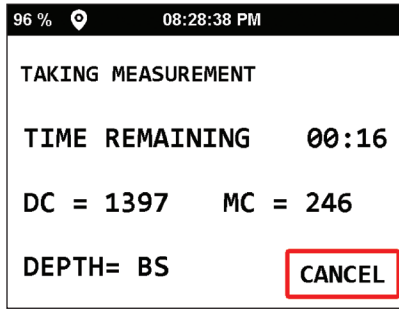 96 % 08:28:38 PM
TAKING MEASUREMENT
TIME REMAINING 00:16
DC = 1397 MC = 246
DEPTH= BS
CANCEL